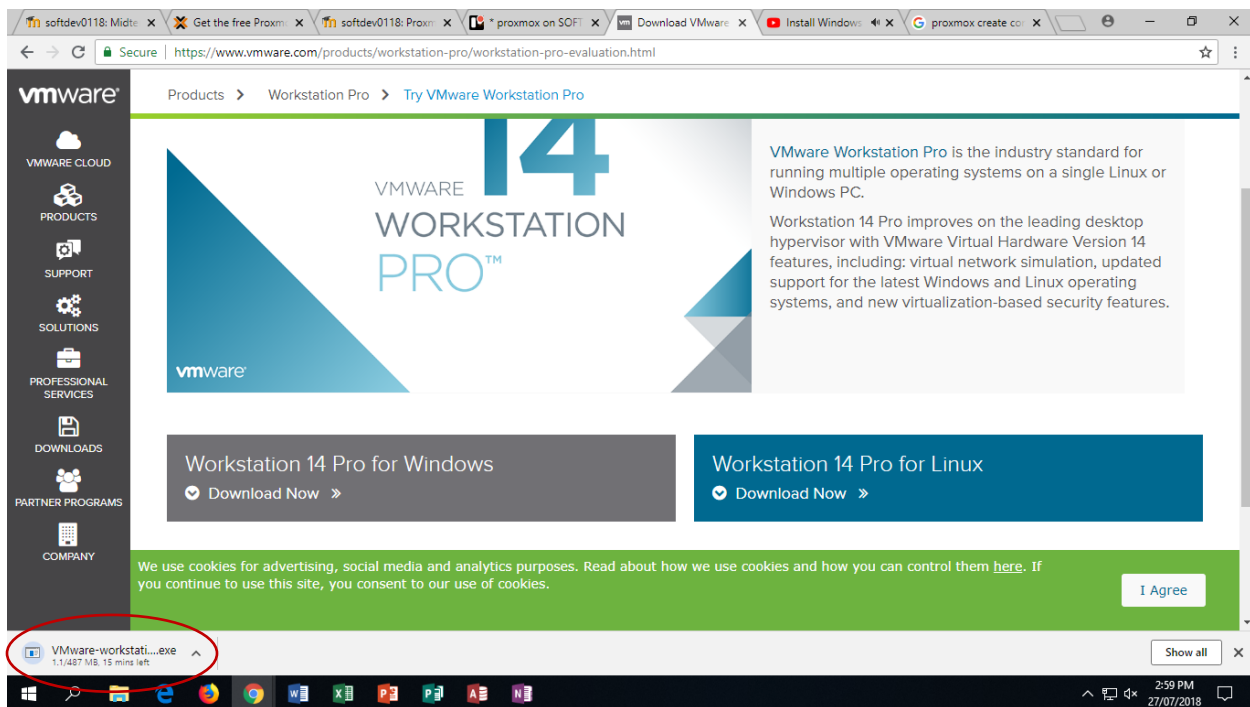 softdev0118: Midte
Get the free Proxm
softdev0118: Proxm
* proxmox on SOFT
Download VMware
Install Windows
proxmox create co
Secure | https://www.vmware.com/products/workstation-pro/workstation-pro-evaluation.html
vmware
Products > Workstation Pro > Try VMware Workstation Pro
VMWARE CLOUD
PRODUCTS
SUPPORT
SOLUTIONS
PROFESSIONAL
SERVICES
DOWNLOADS
PARTNER PROGRAMS
COMPANY
14
VMWARE
WORKSTATION
PRO™
vmware
VMware Workstation Pro is the industry standard for
running multiple operating systems on a single Linux or
Windows PC.
Workstation 14 Pro improves on the leading desktop
hypervisor with VMware Virtual Hardware Version 14
features, including: virtual network simulation, updated
support for the latest Windows and Linux operating
systems, and new virtualization-based security features.
Workstation 14 Pro for Windows
Download Now »
Workstation 14 Pro for Linux
Download Now »
We use cookies for advertising, social media and analytics purposes. Read about how we use cookies and how you can control them here. If
you continue to use this site, you consent to our use of cookies.
I Agree
VMware-workstati....exe
1.1/487 MB, 15 mins left
Show all
2:59 PM
27/07/2018